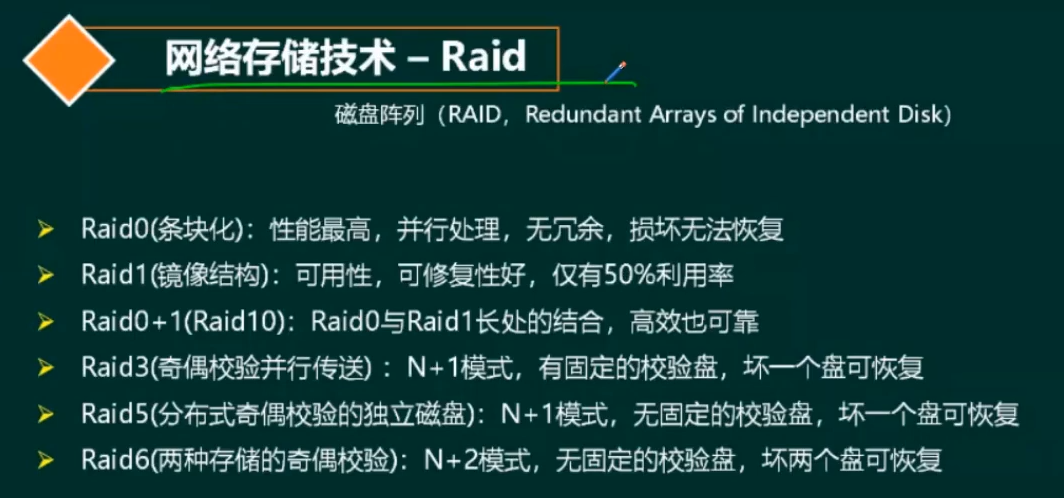 网络存储技术 – Raid
磁盘阵列（RAID，Redundant Arrays of Independent Disk）
Raid0(条块化)：性能最高，并行处理，无冗余，损坏无法恢复
Raid1(镜像结构)：可用性，可修复性好，仅有50%利用率
Raid0+1(Raid10)：Raid0与Raid1长处的结合，高效也可靠
Raid3(奇偶校验并行传送) ：N+1模式，有固定的校验盘，坏一个盘可恢复
Raid5(分布式奇偶校验的独立磁盘)：N+1模式，无固定的校验盘，坏一个盘可恢复
Raid6(两种存储的奇偶校验)：N+2模式，无固定的校验盘，坏两个盘可恢复